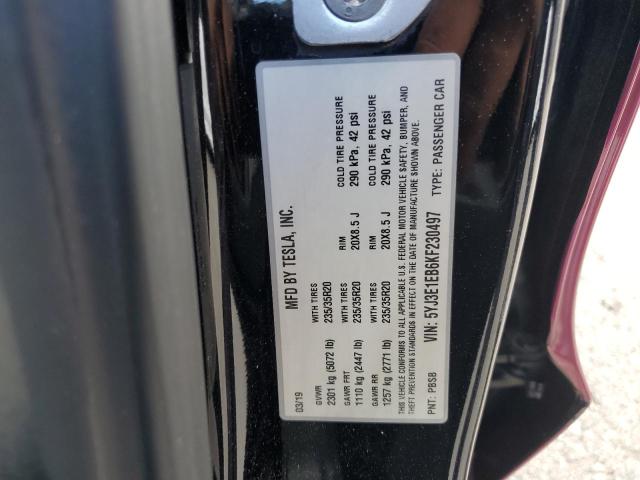 MFD BY TESLA, INC.
03/19
GVWR WITH TIRES RIM COLD TIRE PRESSURE
2301 kg (5072 lb) 235/35R20 20X8.5 J 290 kPa, 42 psi
GAWR FRT
1110 kg (2447 lb) 235/35R20
GAWR RR WITH TIRES RIM COLD TIRE PRESSURE
1257 kg (2771 lb) 235/35R20 20X8.5 J 290 kPa, 42 psi
THIS VEHICLE CONFORMS TO ALL APPLICABLE U.S. FEDERAL MOTOR VEHICLE SAFETY, BUMPER, AND
THEFT PREVENTION STANDARDS IN EFFECT ON THE DATE OF MANUFACTURE SHOWN ABOVE.
VIN: 5YJ3E1EB6KF230497
PNT: PBSB TYPE: PASSENGER CAR